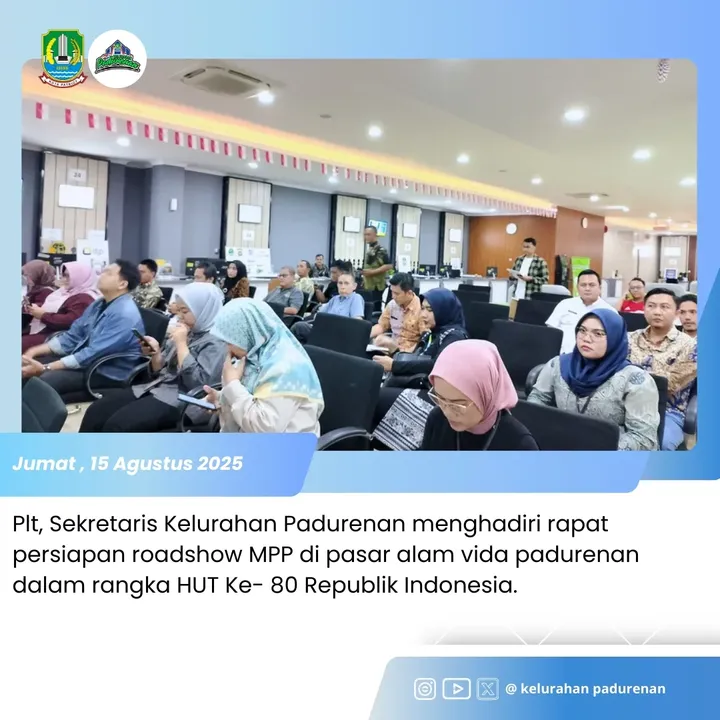 24
Jumat , 15 Agustus 2025
Plt, Sekretaris Kelurahan Padurenan menghadiri rapat
persiapan roadshow MPP di pasar alam vida padurenan
dalam rangka HUT Ke- 80 Republik Indonesia.
@ kelurahan padurenan